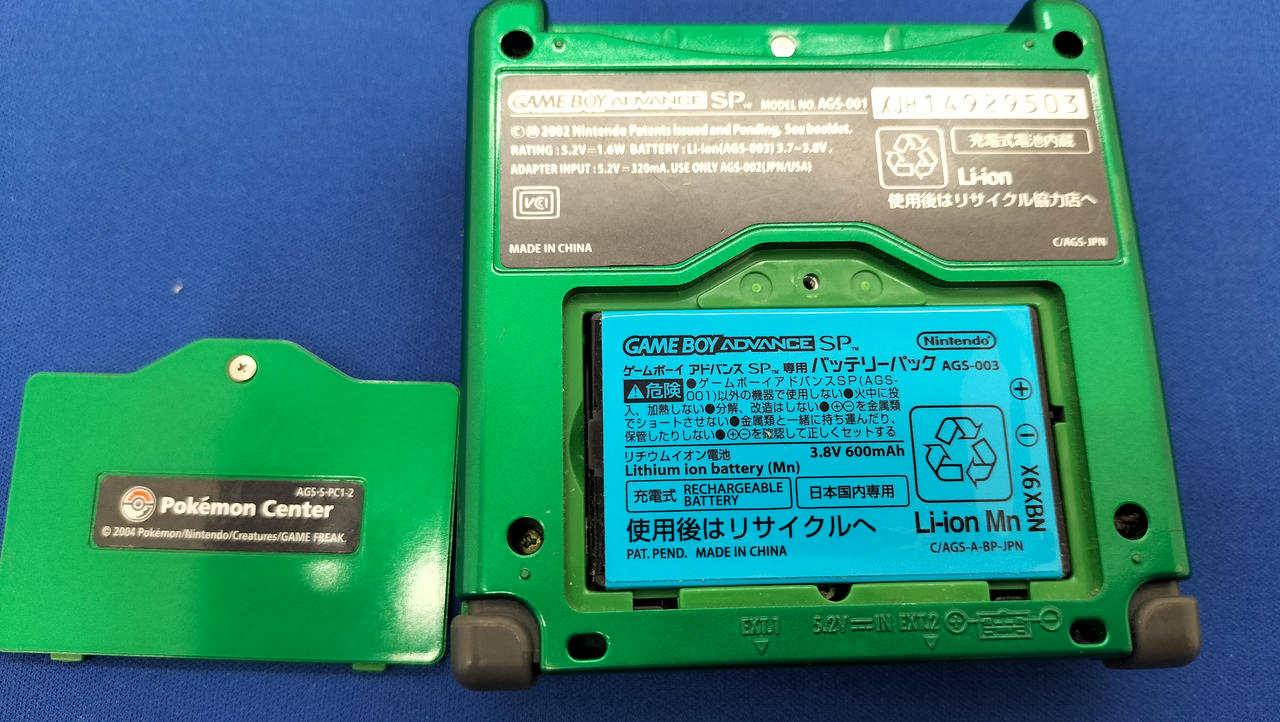 GAME BOY ADVANCE SP™ MODEL NO. AGS-001
XJH14929503
©Ⓜ 2002 Nintendo Patents issued and Pending, See booklet.
RATING : 5.2V⎓1.6W BATTERY : Li-ion(AGS-003) 3.7~3.8V ,
ADAPTER INPUT : 5.2V⎓320mA. USE ONLY AGS-002(JPN/USA)
VCI
MADE IN CHINA
充電式電池内蔵
Li-ion
使用後はリサイクル協力店へ
C/AGS-JPN
GAME BOY ADVANCE SP™
Nintendo
ゲームボーイ アドバンス SP™ 専用 バッテリーパック AGS-003
危険 ●ゲームボーイアドバンスSP(AGS-
001)以外の機器で使用しない●火中に投
入、加熱しない●分解、改造はしない●⊕⊖を金属類
でショートさせない●金属類と一緒に持ち運んだり、
保管したりしない●⊕⊖を確認して正しくセットする
リチウムイオン電池 3.8V 600mAh
Lithium ion battery (Mn)
充電式 RECHARGEABLE
BATTERY
日本国内専用
使用後はリサイクルへ
PAT. PEND. MADE IN CHINA
Li-ion Mn
C/AGS-A-BP-JPN
⊕ ⊖ X6XBN
EXT.1 5.2V⎓IN EXT.2 ⊕ ⊖
AGS-S-PC1-2
Pokémon Center
© 2004 Pokémon/Nintendo/Creatures/GAME FREAK.